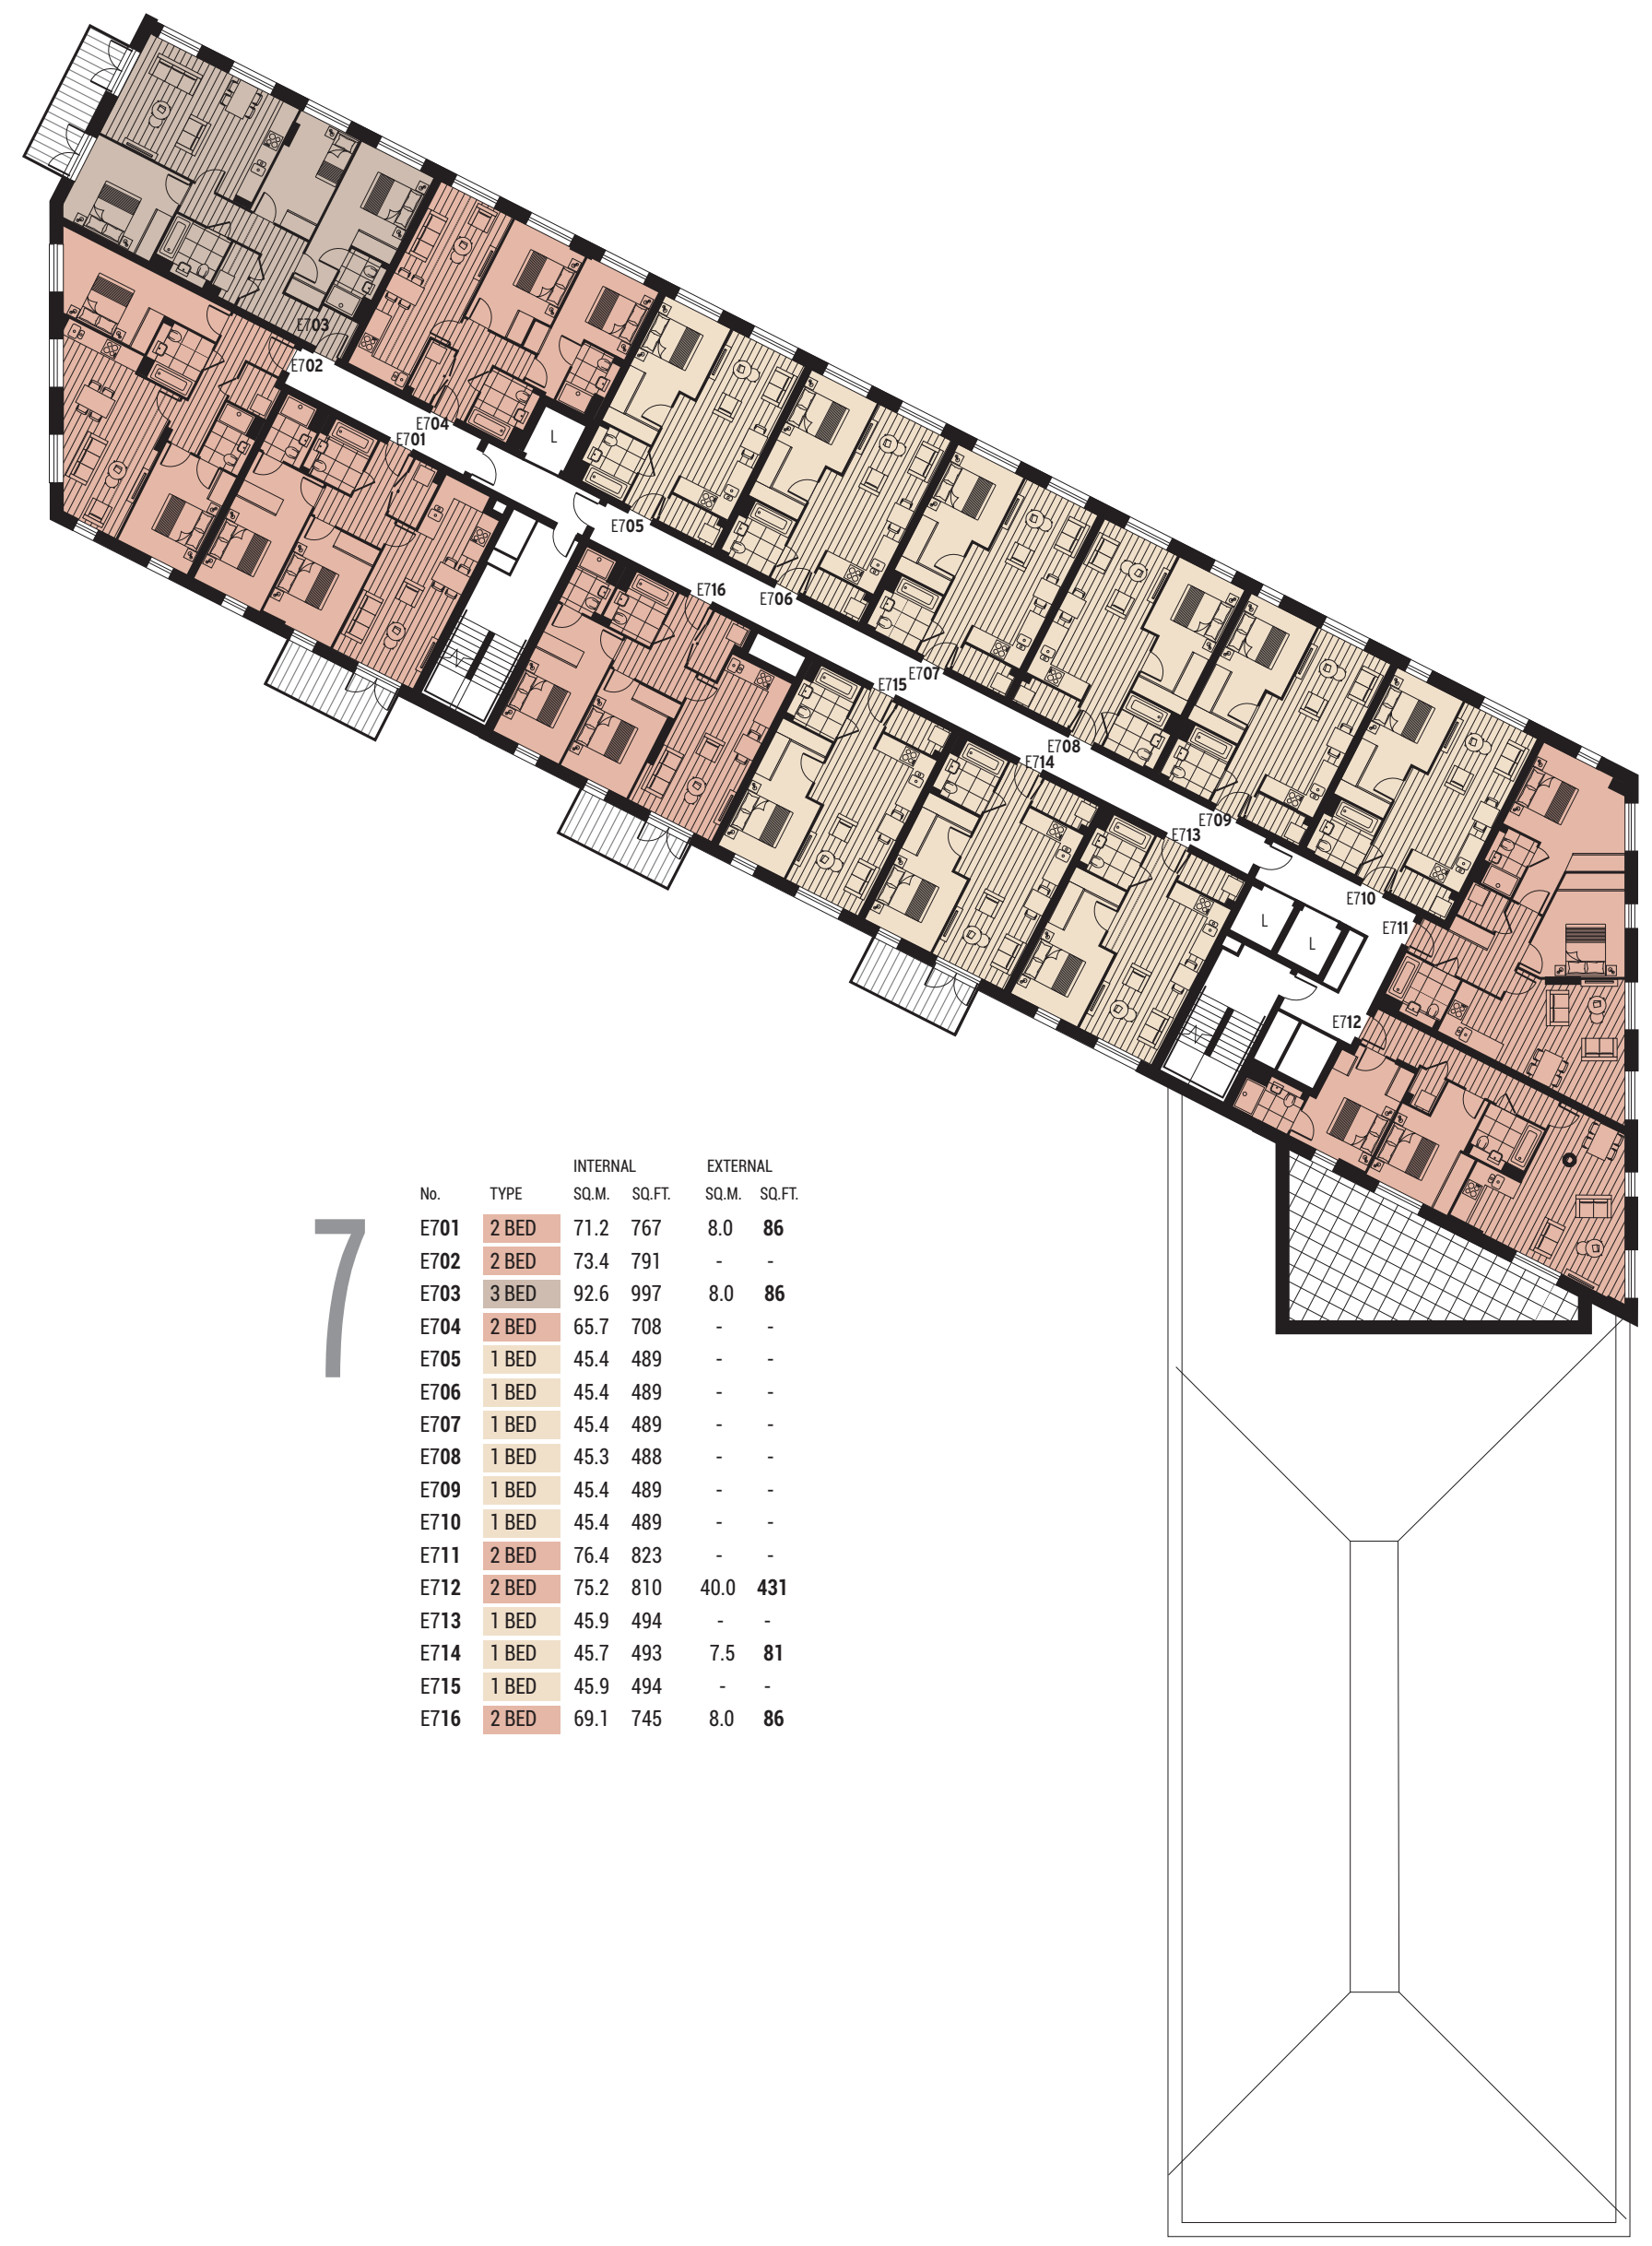 E703
E702
E704
E701
L
E705
E716
E706
E707
E715
E708
E714
E709
E713
E710
L
L
E711
E712
7
INTERNAL EXTERNAL
No. TYPE SQ.M. SQ.FT. SQ.M. SQ.FT.
E701 2 BED 71.2 767 8.0 86
E702 2 BED 73.4 791 - -
E703 3 BED 92.6 997 8.0 86
E704 2 BED 65.7 708 - -
E705 1 BED 45.4 489 - -
E706 1 BED 45.4 489 - -
E707 1 BED 45.4 489 - -
E708 1 BED 45.3 488 - -
E709 1 BED 45.4 489 - -
E710 1 BED 45.4 489 - -
E711 2 BED 76.4 823 - -
E712 2 BED 75.2 810 40.0 431
E713 1 BED 45.9 494 - -
E714 1 BED 45.7 493 7.5 81
E715 1 BED 45.9 494 - -
E716 2 BED 69.1 745 8.0 86